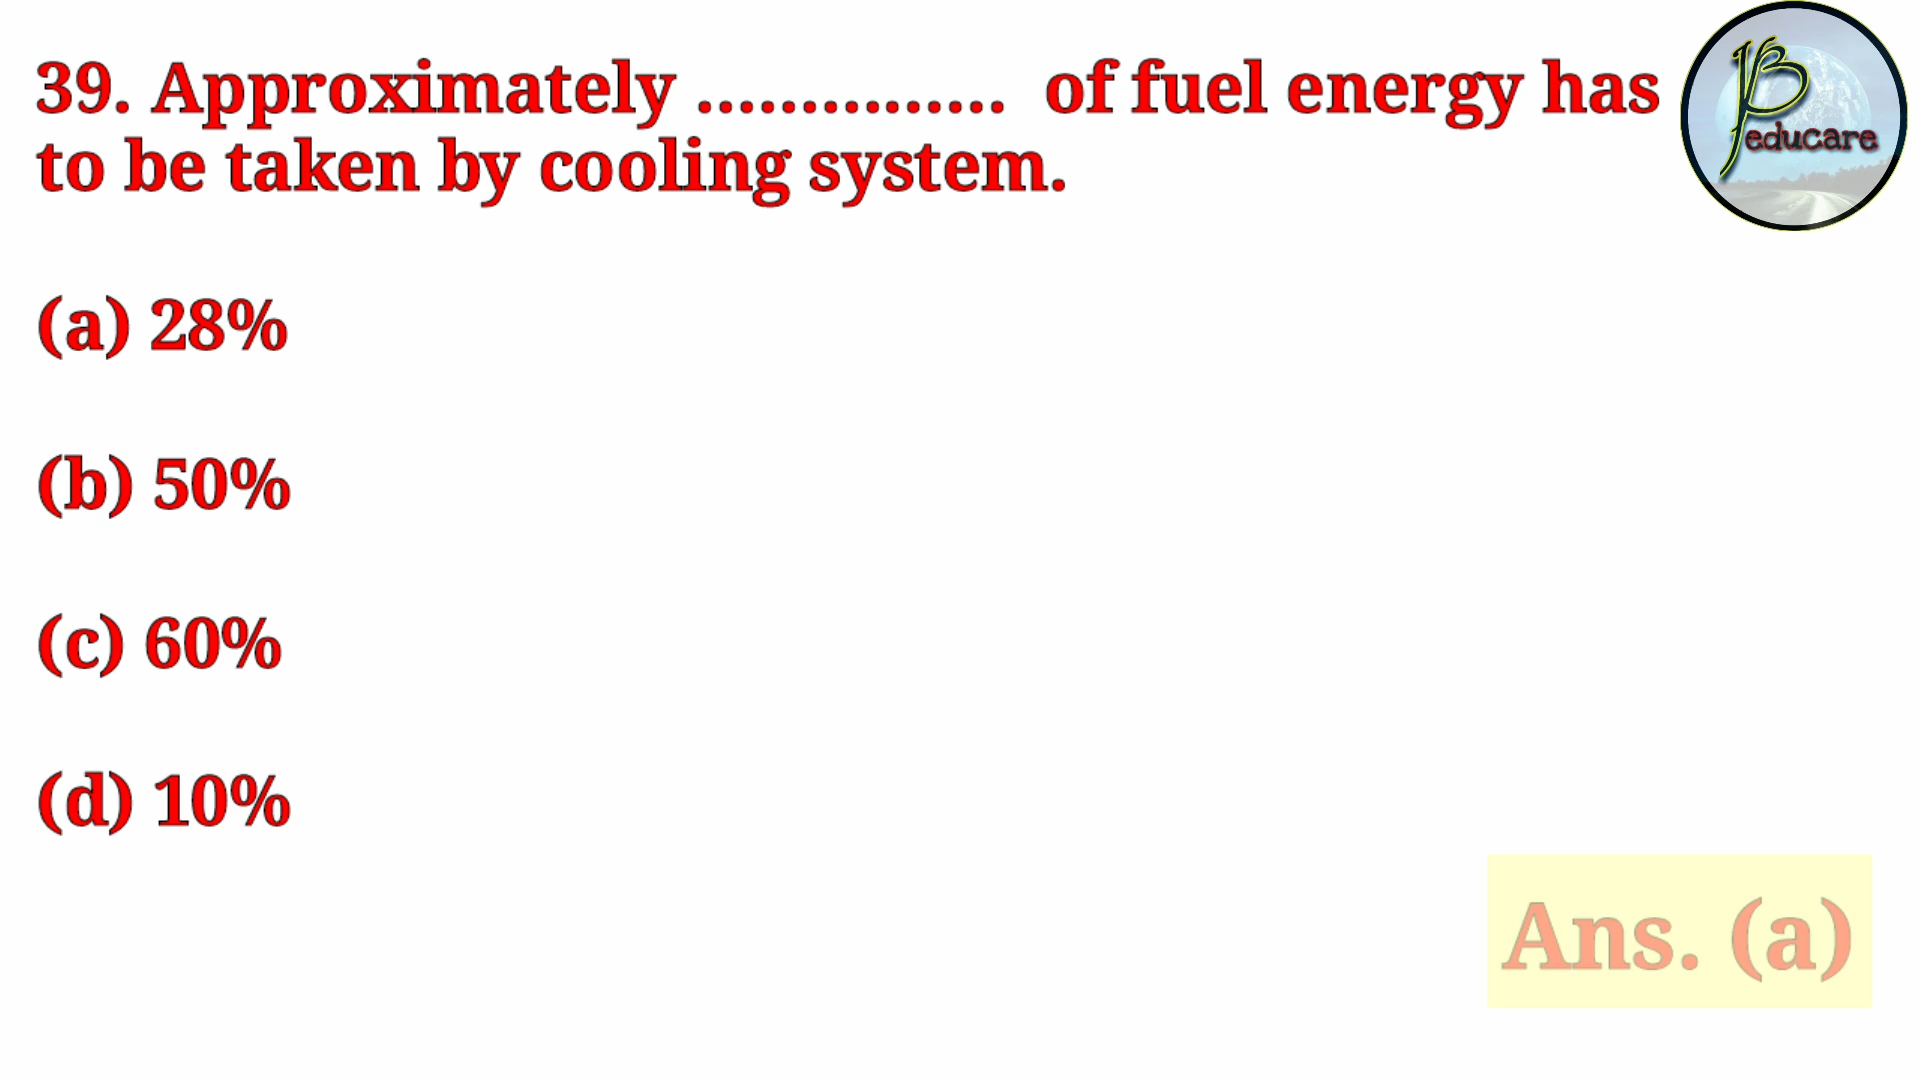 39. Approximately ...............  of fuel energy has
to be taken by cooling system.
(a) 28%
(b) 50%
(c) 60%
(d) 10%
Ans. (a)
educare